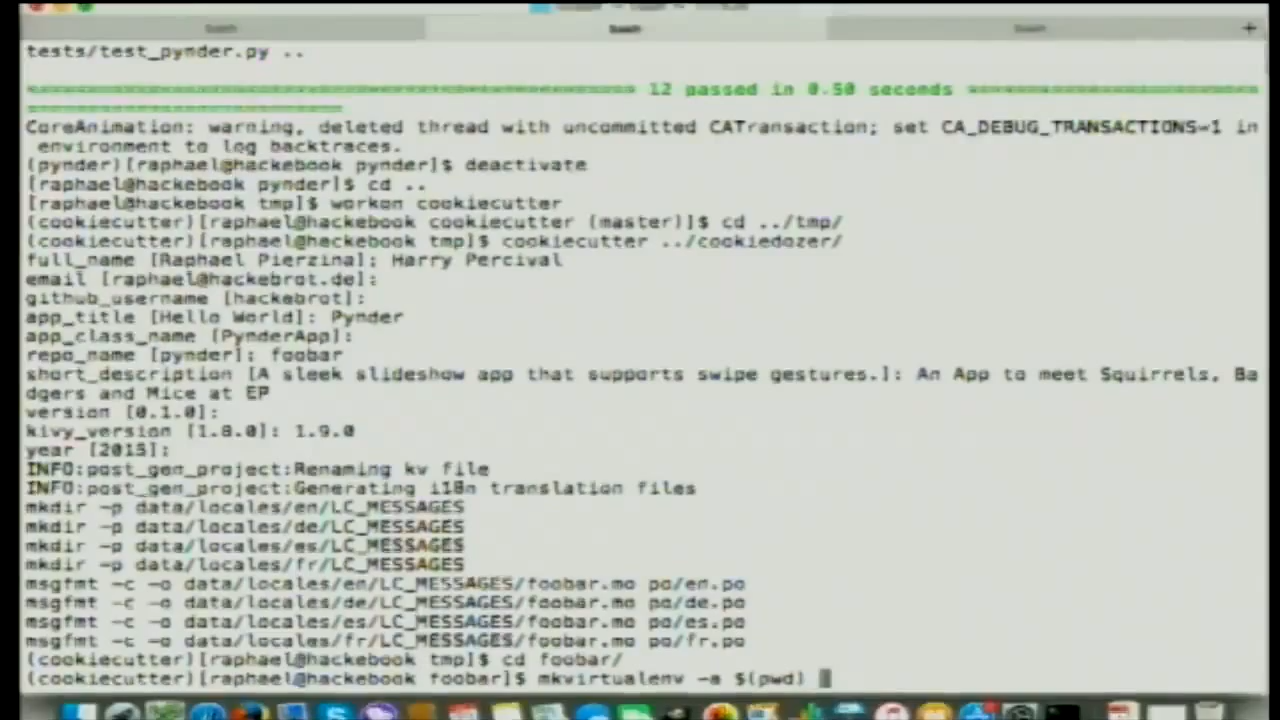 tests/test_pynder.py ..
12 passed in 0.50 seconds
CoreAnimation: warning, deleted thread with uncommitted CATransaction; set CA_DEBUG_TRANSACTIONS=1 in
environment to log backtraces.
(pynder)[raphael@hackebook pynder]$ deactivate
[raphael@hackebook pynder]$ cd ..
[raphael@hackebook tmp]$ workon cookiecutter
(cookiecutter)[raphael@hackebook cookiecutter (master)]$ cd ../tmp/
(cookiecutter)[raphael@hackebook tmp]$ cookiecutter ../cookiedozer/
full_name [Raphael Pierzina]: Harry Percival
email [raphael@hackebrot.de]:
github_username [hackebrot]:
app_title [Hello World]: Pynder
app_class_name [PynderApp]:
repo_name [pynder]: foobar
short_description [A sleek slideshow app that supports swipe gestures.]: An App to meet Squirrels, Ba
dgers and Mice at EP
version [0.1.0]:
kivy_version [1.8.0]: 1.9.0
year [2015]:
INFO:post_gen_project:Renaming kv file
INFO:post_gen_project:Generating i18n translation files
mkdir -p data/locales/en/LC_MESSAGES
mkdir -p data/locales/de/LC_MESSAGES
mkdir -p data/locales/es/LC_MESSAGES
mkdir -p data/locales/fr/LC_MESSAGES
msgfmt -c -o data/locales/en/LC_MESSAGES/foobar.mo po/en.po
msgfmt -c -o data/locales/de/LC_MESSAGES/foobar.mo po/de.po
msgfmt -c -o data/locales/es/LC_MESSAGES/foobar.mo po/es.po
msgfmt -c -o data/locales/fr/LC_MESSAGES/foobar.mo po/fr.po
(cookiecutter)[raphael@hackebook tmp]$ cd foobar/
(cookiecutter)[raphael@hackebook foobar]$ mkvirtualenv -a $(pwd)